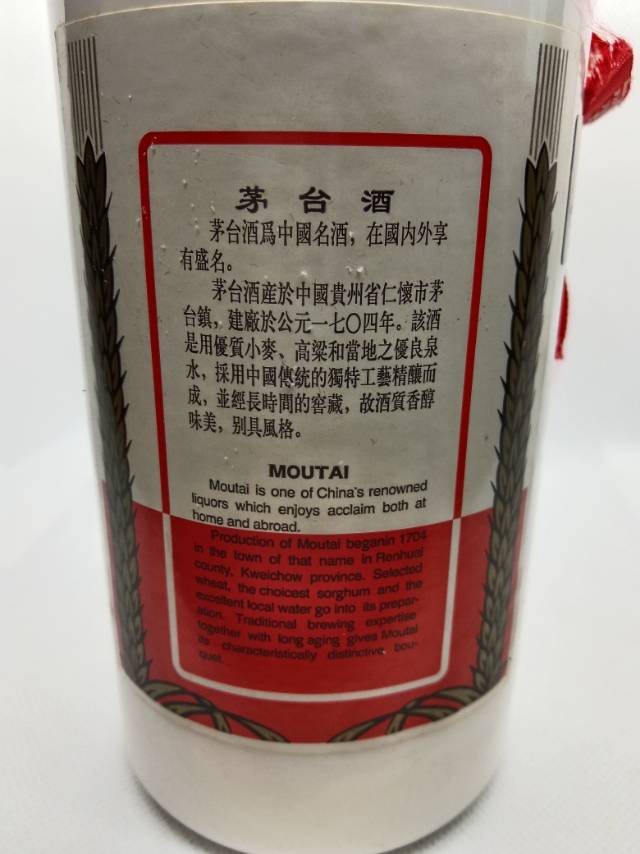 茅台酒
茅台酒爲中國名酒，在國内外享
有盛名。
茅台酒産於中國貴州省仁懷市茅
台鎮，建廠於公元一七〇四年。該酒
是用優質小麥、高粱和當地之優良泉
水，採用中國傳統的獨特工藝精釀而
成，並經長時間的窖藏，故酒質香醇
味美，别具風格。
MOUTAI
Moutai is one of China's renowned
liquors which enjoys acclaim both at
home and abroad.
Production of Moutai beganin 1704
in the town of that name in Renhuai
county, Kweichow province. Selected
wheat, the choicest sorghum and the
excellent local water go into its prepar-
ation. Traditional brewing expertise
together with long aging gives Moutai
its characteristically distinctive bou-
quet.